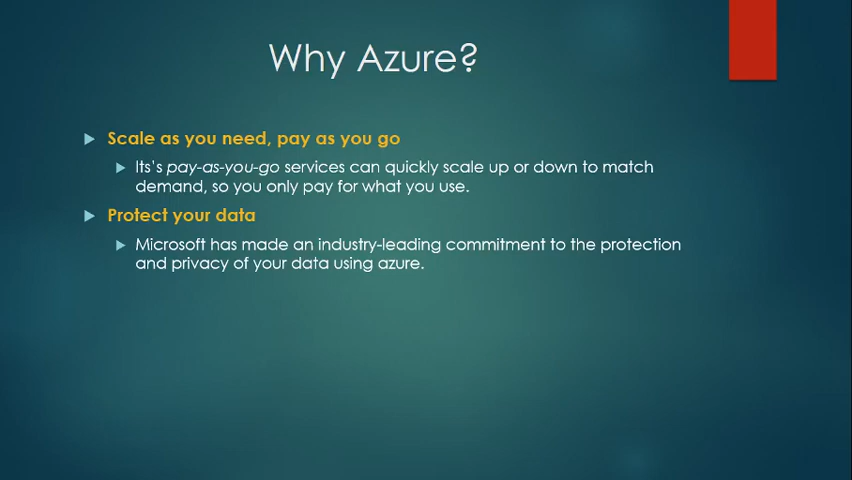 Why Azure?
Scale as you need, pay as you go
Its's pay-as-you-go services can quickly scale up or down to match
demand, so you only pay for what you use.
Protect your data
Microsoft has made an industry-leading commitment to the protection
and privacy of your data using azure.